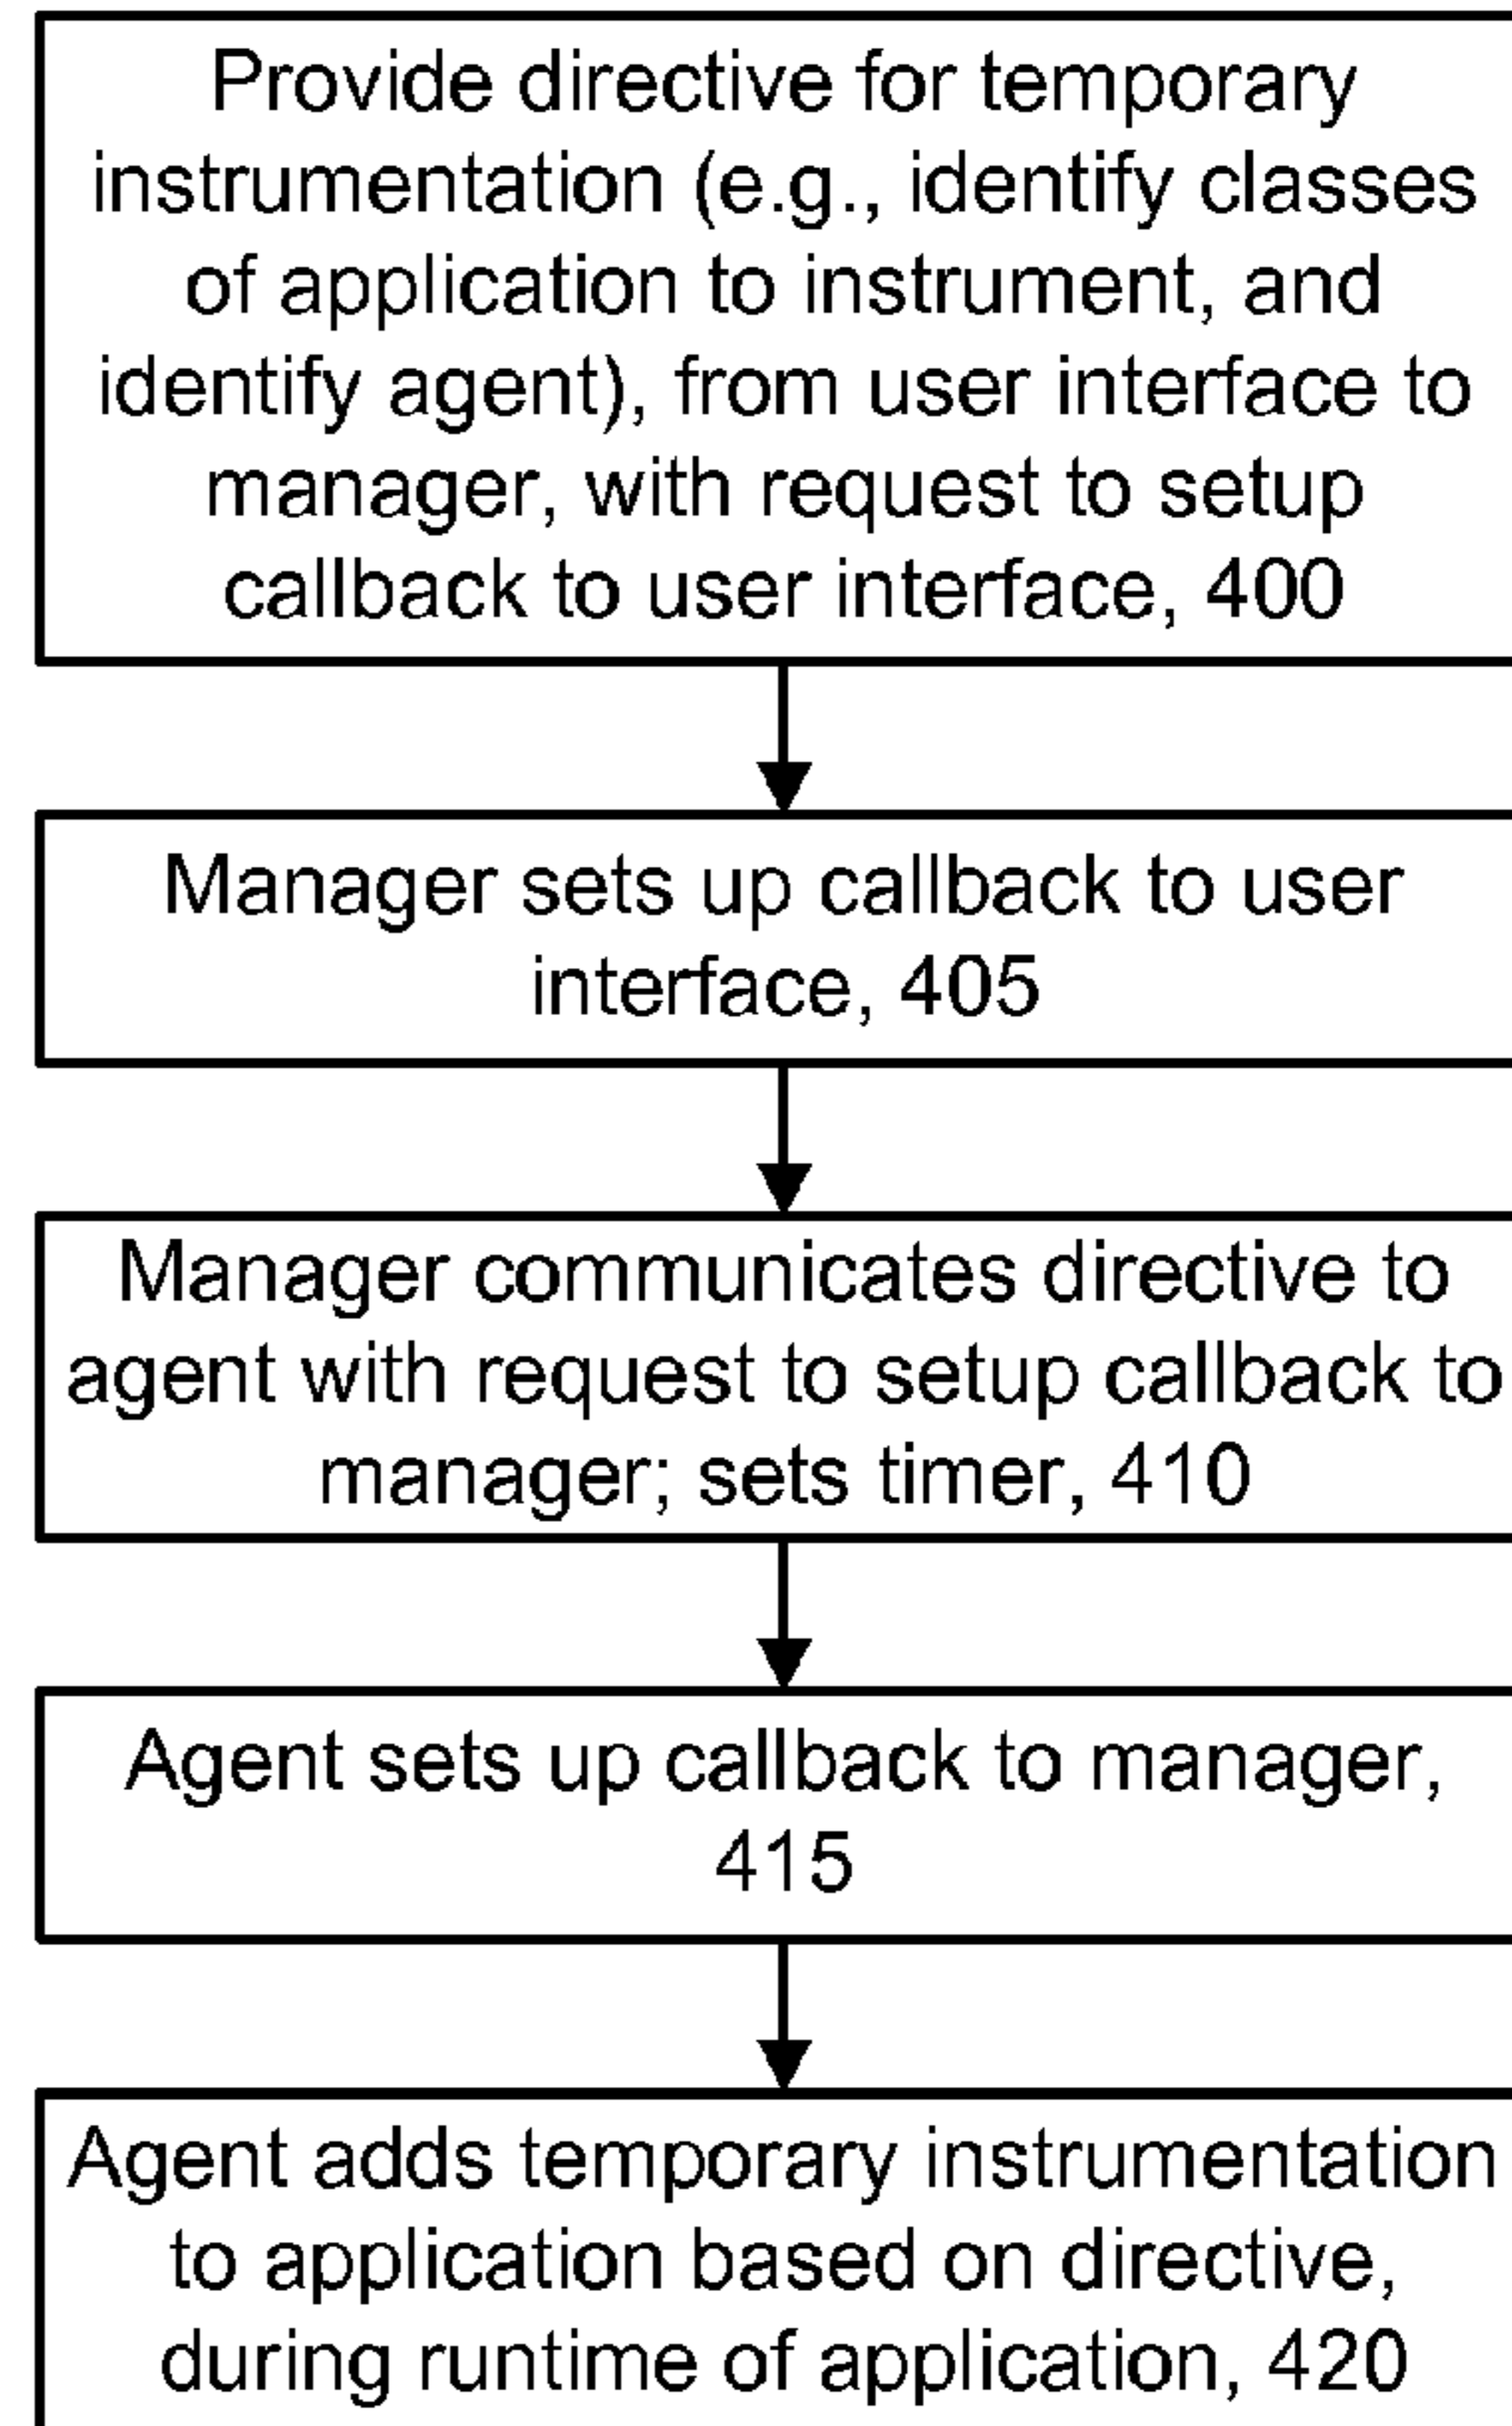 Provide directive for temporary
instrumentation (e.g., identify classes
of application to instrument, and
identify agent), from user interface to
manager, with request to setup
callback to user interface, 400
Manager sets up callback to user
interface, 405
Manager communicates directive to
agent with request to setup callback to
manager; sets timer, 410
Agent sets up callback to manager,
415
Agent adds temporary instrumentation
to application based on directive,
during runtime of application, 420